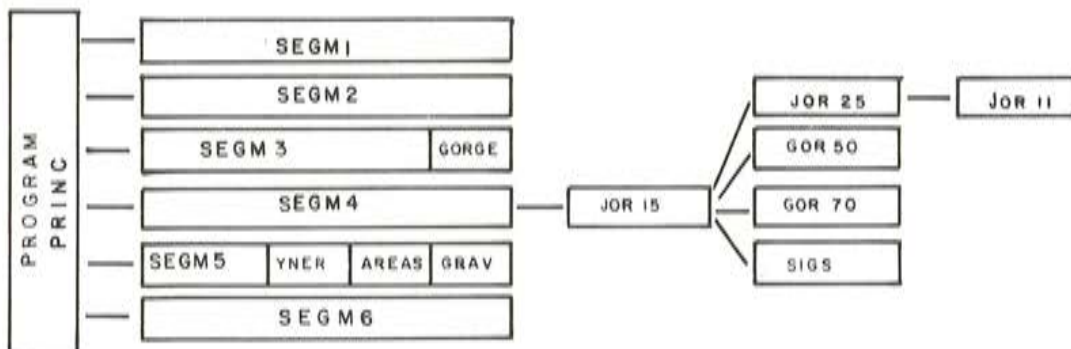 PROGRAM
PRINC
SEGM1
SEGM2
SEGM3
GORGE
SEGM4
SEGM5
YNER
AREAS
GRAV
SEGM6
JOR 15
JOR 25
GOR 50
GOR 70
SIGS
JOR 11